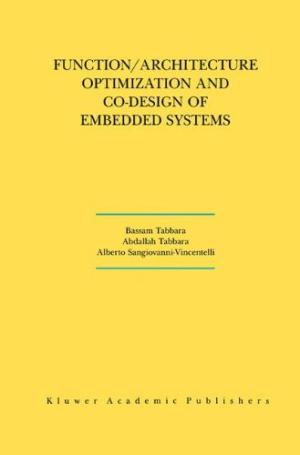 FUNCTION/ARCHITECTURE
OPTIMIZATION AND
CO-DESIGN OF
EMBEDDED SYSTEMS
Bassam Tabbara
Abdallah Tabbara
Alberto Sangiovanni-Vincentelli
Kluwer Academic Publishers